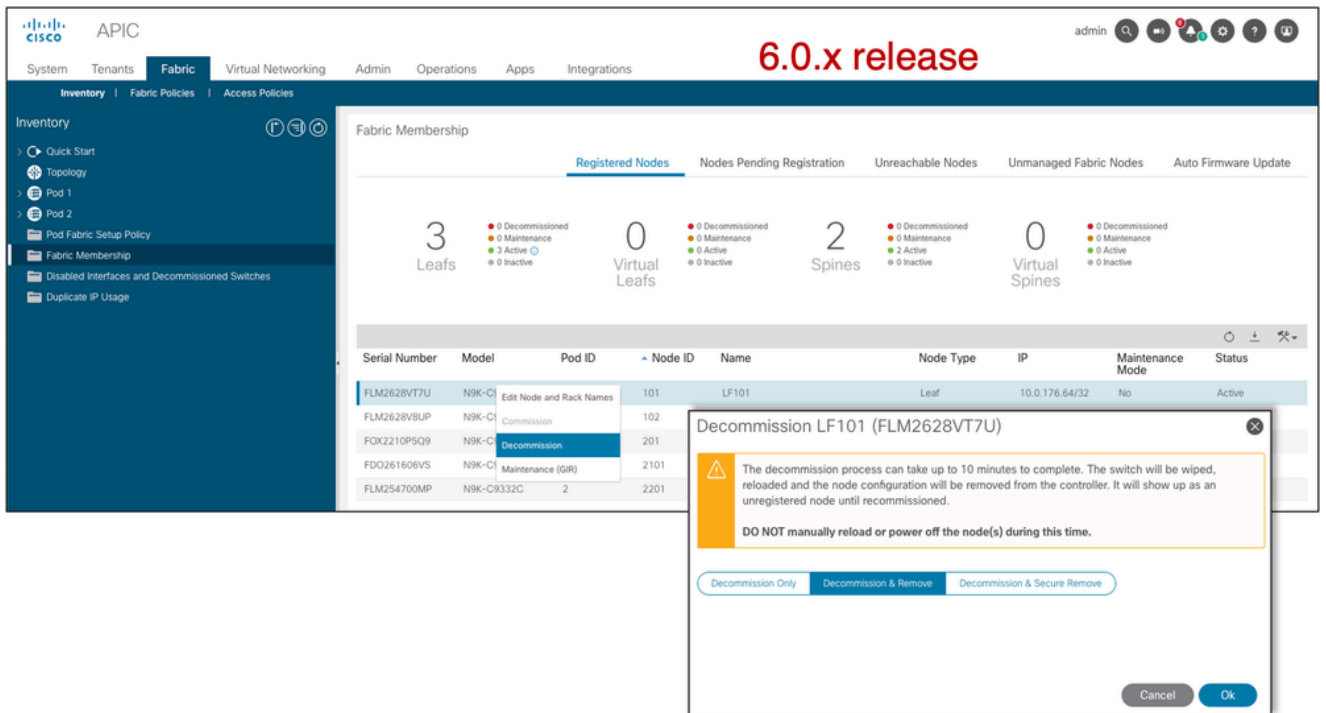 CISCO
APIC
admin
6
1
6.0.x release
System Tenants Fabric Virtual Networking Admin Operations Apps Integrations
Inventory | Fabric Policies | Access Policies
Inventory
Quick Start
Topology
Pod 1
Pod 2
Pod Fabric Setup Policy
Fabric Membership
Disabled Interfaces and Decommissioned Switches
Duplicate IP Usage
Fabric Membership
Registered Nodes Nodes Pending Registration Unreachable Nodes Unmanaged Fabric Nodes Auto Firmware Update
3
Leafs
0 Decommissioned
0 Maintenance
3 Active
0 Inactive
0
Virtual
Leafs
0 Decommissioned
0 Maintenance
0 Active
0 Inactive
2
Spines
0 Decommissioned
0 Maintenance
2 Active
0 Inactive
0
Virtual
Spines
0 Decommissioned
0 Maintenance
0 Active
0 Inactive
Serial Number Model Pod ID Node ID Name Node Type IP Maintenance Mode Status
FLM2628VT7U N9K-C9 101 LF101 Leaf 10.0.176.64/32 No Active
FLM2628V8UP N9K-C9 102
FOX2210P5Q9 N9K-C9 201
FDO261606VS N9K-C9 2101
FLM254700MP N9K-C9332C 2 2201
Edit Node and Rack Names
Commission
Decommission
Maintenance (GIR)
Decommission LF101 (FLM2628VT7U)
The decommission process can take up to 10 minutes to complete. The switch will be wiped,
reloaded and the node configuration will be removed from the controller. It will show up as an
unregistered node until recommissioned.
DO NOT manually reload or power off the node(s) during this time.
Decommission Only Decommission & Remove Decommission & Secure Remove
Cancel Ok